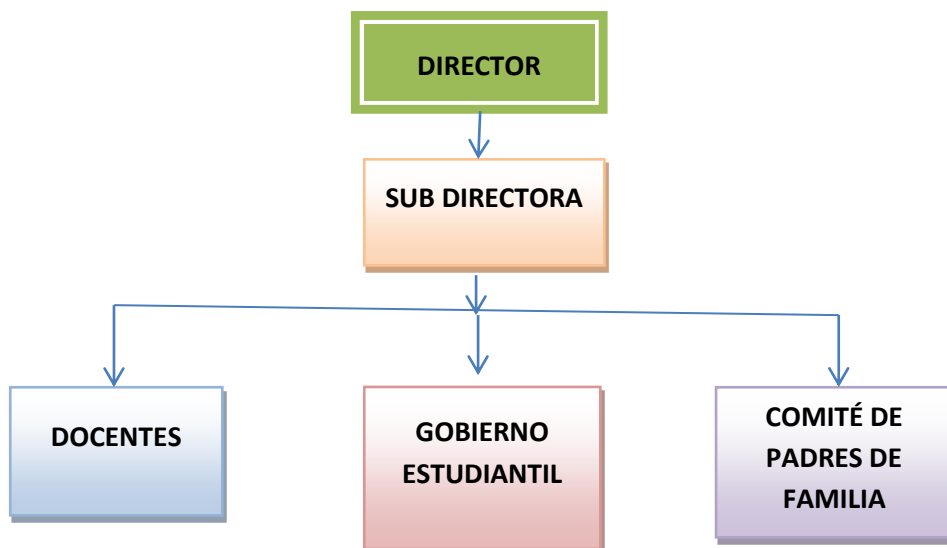 DIRECTOR
SUB DIRECTORA
DOCENTES
GOBIERNO
ESTUDIANTIL
COMITÉ DE
PADRES DE
FAMILIA